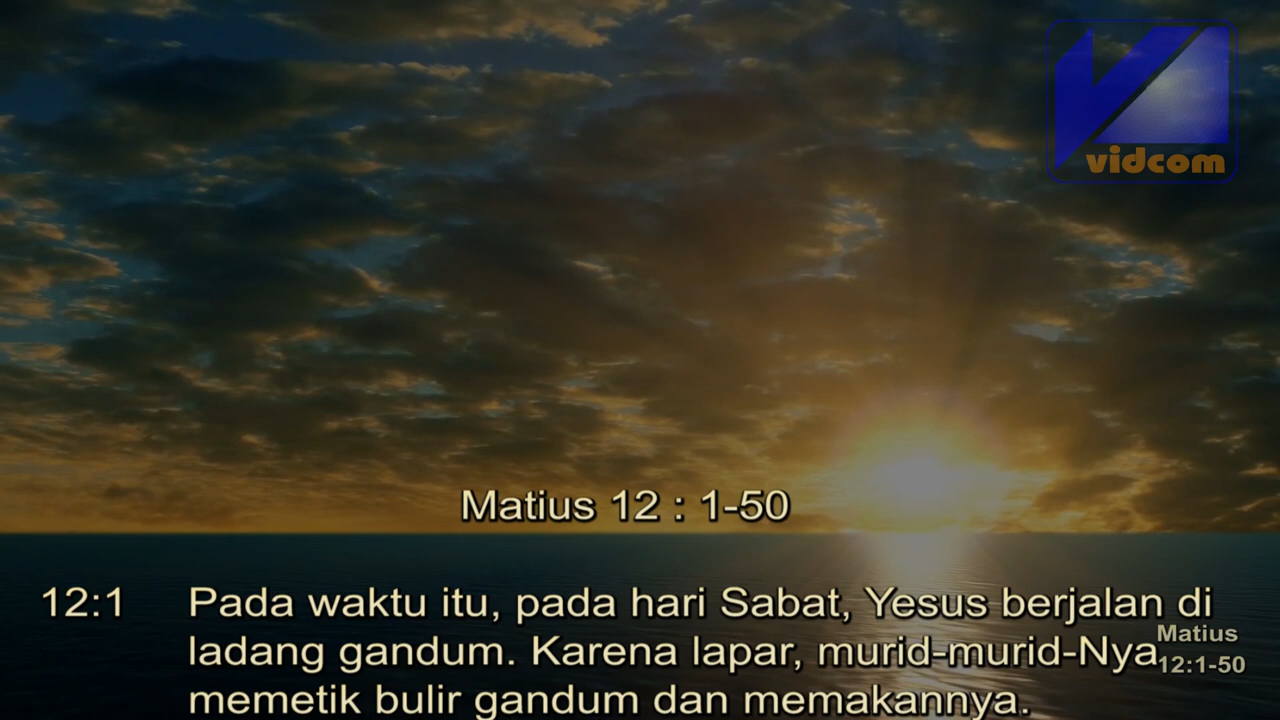 vidcom
Matius 12 : 1-50
12:1 Pada waktu itu, pada hari Sabat, Yesus berjalan di
ladang gandum. Karena lapar, murid-murid-Nya
memetik bulir gandum dan memakannya.
Matius
12:1-50